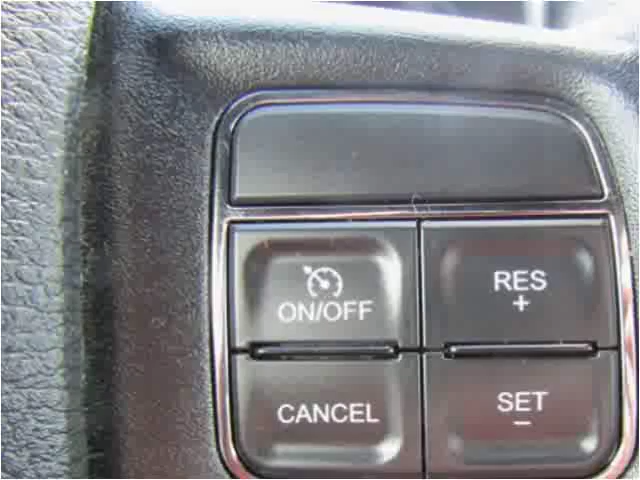 ON/OFF
RES
+
CANCEL
SET
-